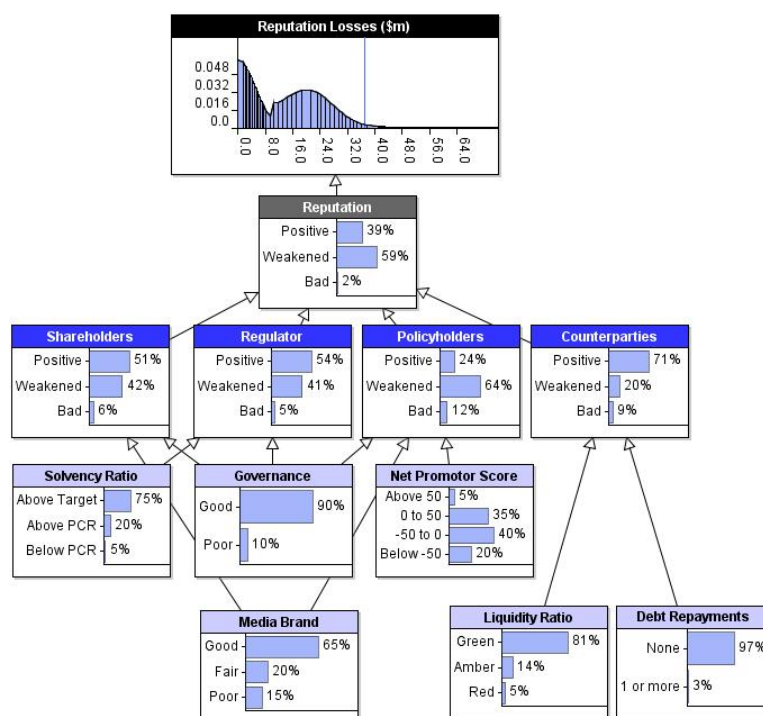 Reputation Losses ($m)
0.048
0.032
0.016
0.0
0.0 8.0 16.0 24.0 32.0 40.0 48.0 56.0 64.0
Reputation
Positive 39%
Weakened 59%
Bad 2%
Shareholders
Positive 51%
Weakened 42%
Bad 6%
Regulator
Positive 54%
Weakened 41%
Bad 5%
Policyholders
Positive 24%
Weakened 64%
Bad 12%
Counterparties
Positive 71%
Weakened 20%
Bad 9%
Solvency Ratio
Above Target 75%
Above PCR 20%
Below PCR 5%
Governance
Good 90%
Poor 10%
Net Promotor Score
Above 50 5%
0 to 50 35%
-50 to 0 40%
Below -50 20%
Media Brand
Good 65%
Fair 20%
Poor 15%
Liquidity Ratio
Green 81%
Amber 14%
Red 5%
Debt Repayments
None 97%
1 or more 3%